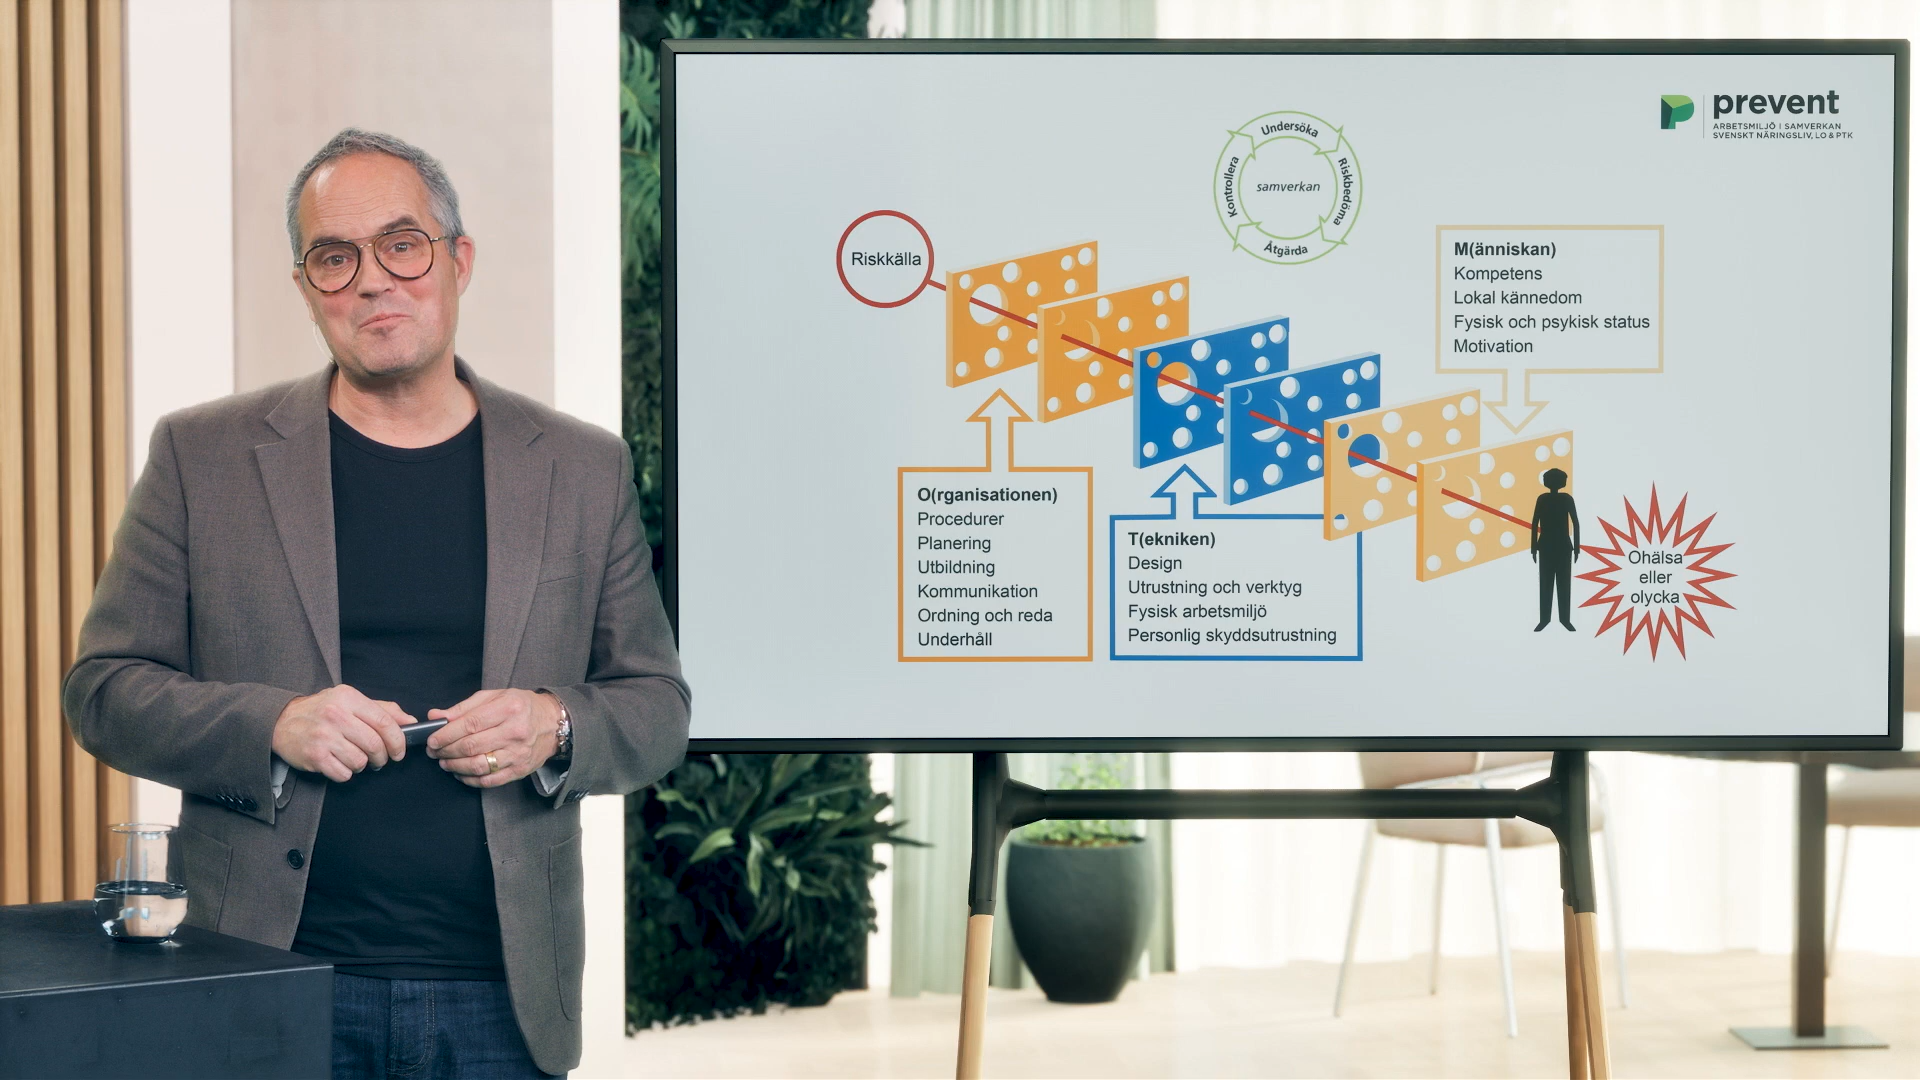 prevent
ARBETSMILJÖ I SAMVERKAN
SVENSKT NÄRINGSLIV, LO & PTK
Undersöka
Riskbedöma
Åtgärda
Kontrollera
samverkan
Riskkälla
M(änniskan)
Kompetens
Lokal kännedom
Fysisk och psykisk status
Motivation
O(rganisationen)
Procedurer
Planering
Utbildning
Kommunikation
Ordning och reda
Underhåll
T(ekniken)
Design
Utrustning och verktyg
Fysisk arbetsmiljö
Personlig skyddsutrustning
Ohälsa
eller
olycka